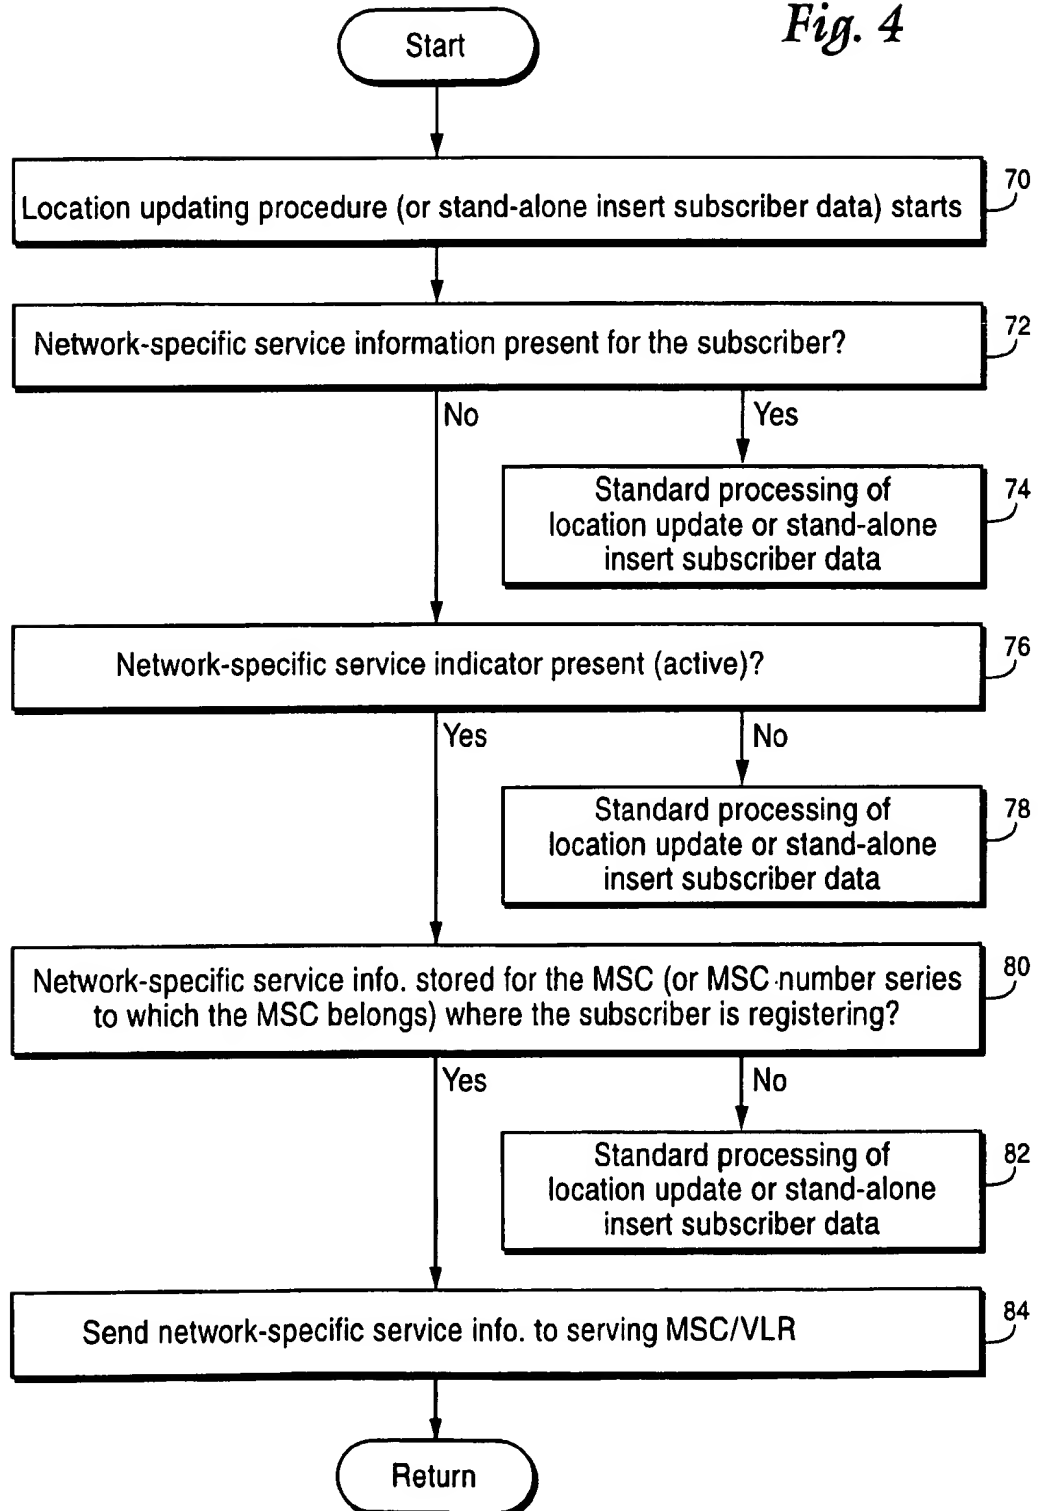 Fig. 4
Start
70
Location updating procedure (or stand-alone insert subscriber data) starts
72
Network-specific service information present for the subscriber?
No
Yes
74
Standard processing of
location update or stand-alone
insert subscriber data
76
Network-specific service indicator present (active)?
Yes
No
78
Standard processing of
location update or stand-alone
insert subscriber data
80
Network-specific service info. stored for the MSC (or MSC number series
to which the MSC belongs) where the subscriber is registering?
Yes
No
82
Standard processing of
location update or stand-alone
insert subscriber data
84
Send network-specific service info. to serving MSC/VLR
Return